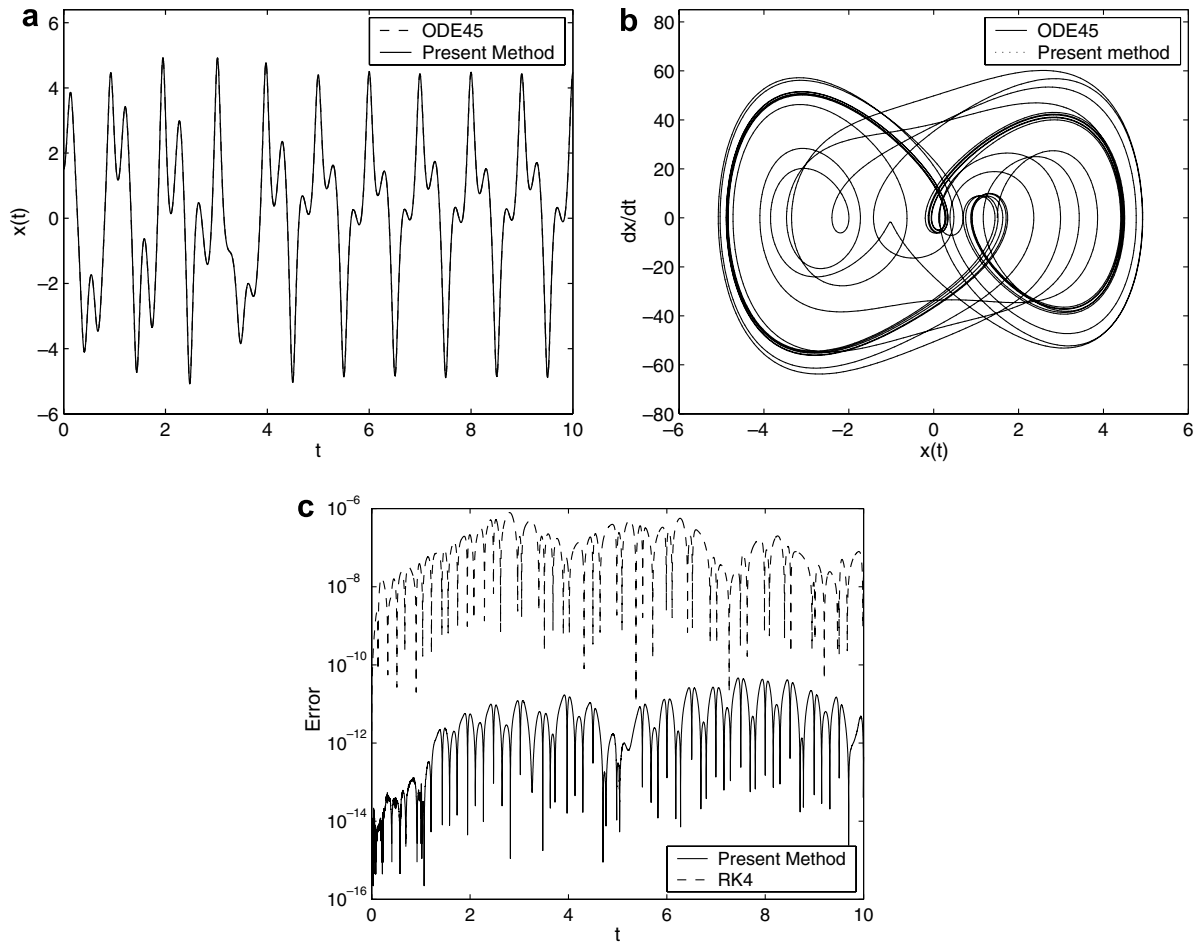 a
6
4
2
0
−2
−4
−6
x(t)
ODE45
Present Method
0 2 4 6 8 10
t
b
80
60
40
20
0
−20
−40
−60
−80
dx/dt
ODE45
Present method
−6 −4 −2 0 2 4 6
x(t)
c
10^-6
10^-8
10^-10
10^-12
10^-14
10^-16
Error
Present Method
RK4
0 2 4 6 8 10
t